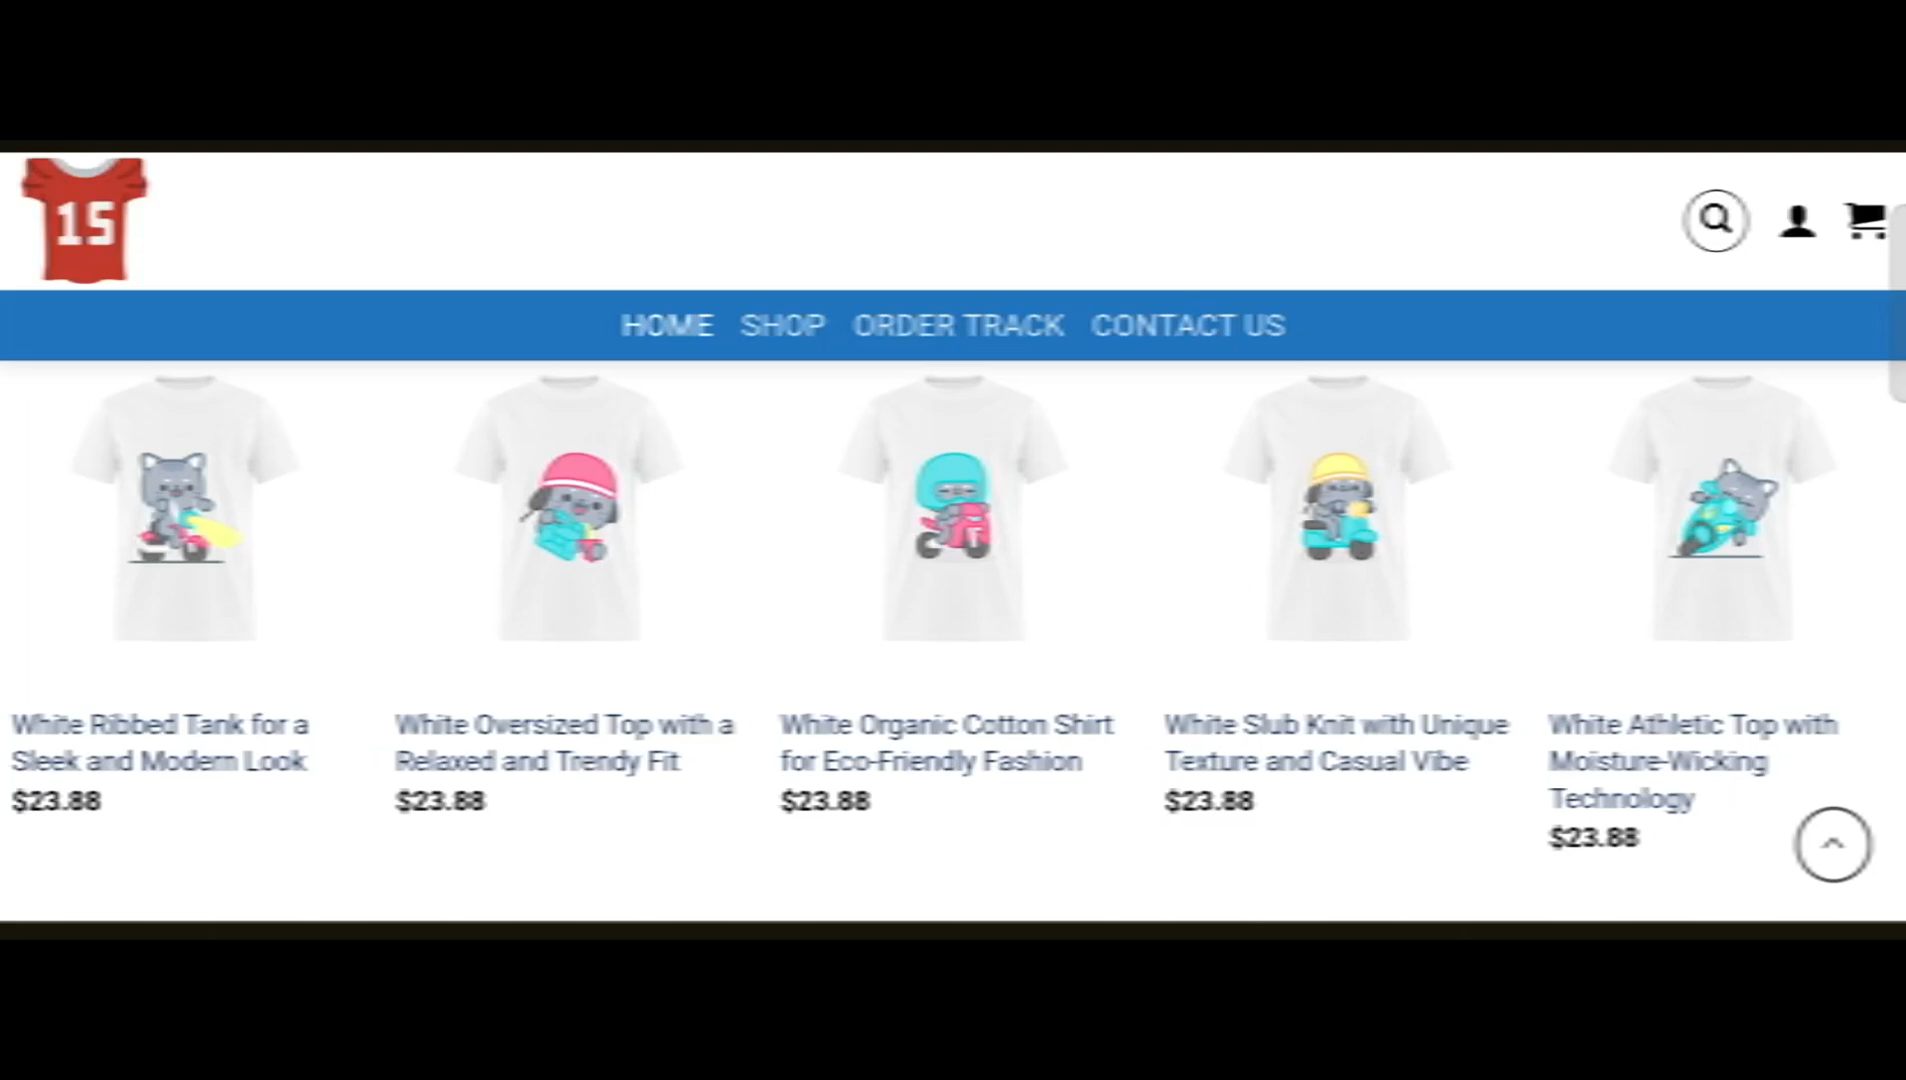 15
HOME SHOP ORDER TRACK CONTACT US
White Ribbed Tank for a
Sleek and Modern Look
$23.88
White Oversized Top with a
Relaxed and Trendy Fit
$23.88
White Organic Cotton Shirt
for Eco-Friendly Fashion
$23.88
White Slub Knit with Unique
Texture and Casual Vibe
$23.88
White Athletic Top with
Moisture-Wicking
Technology
$23.88